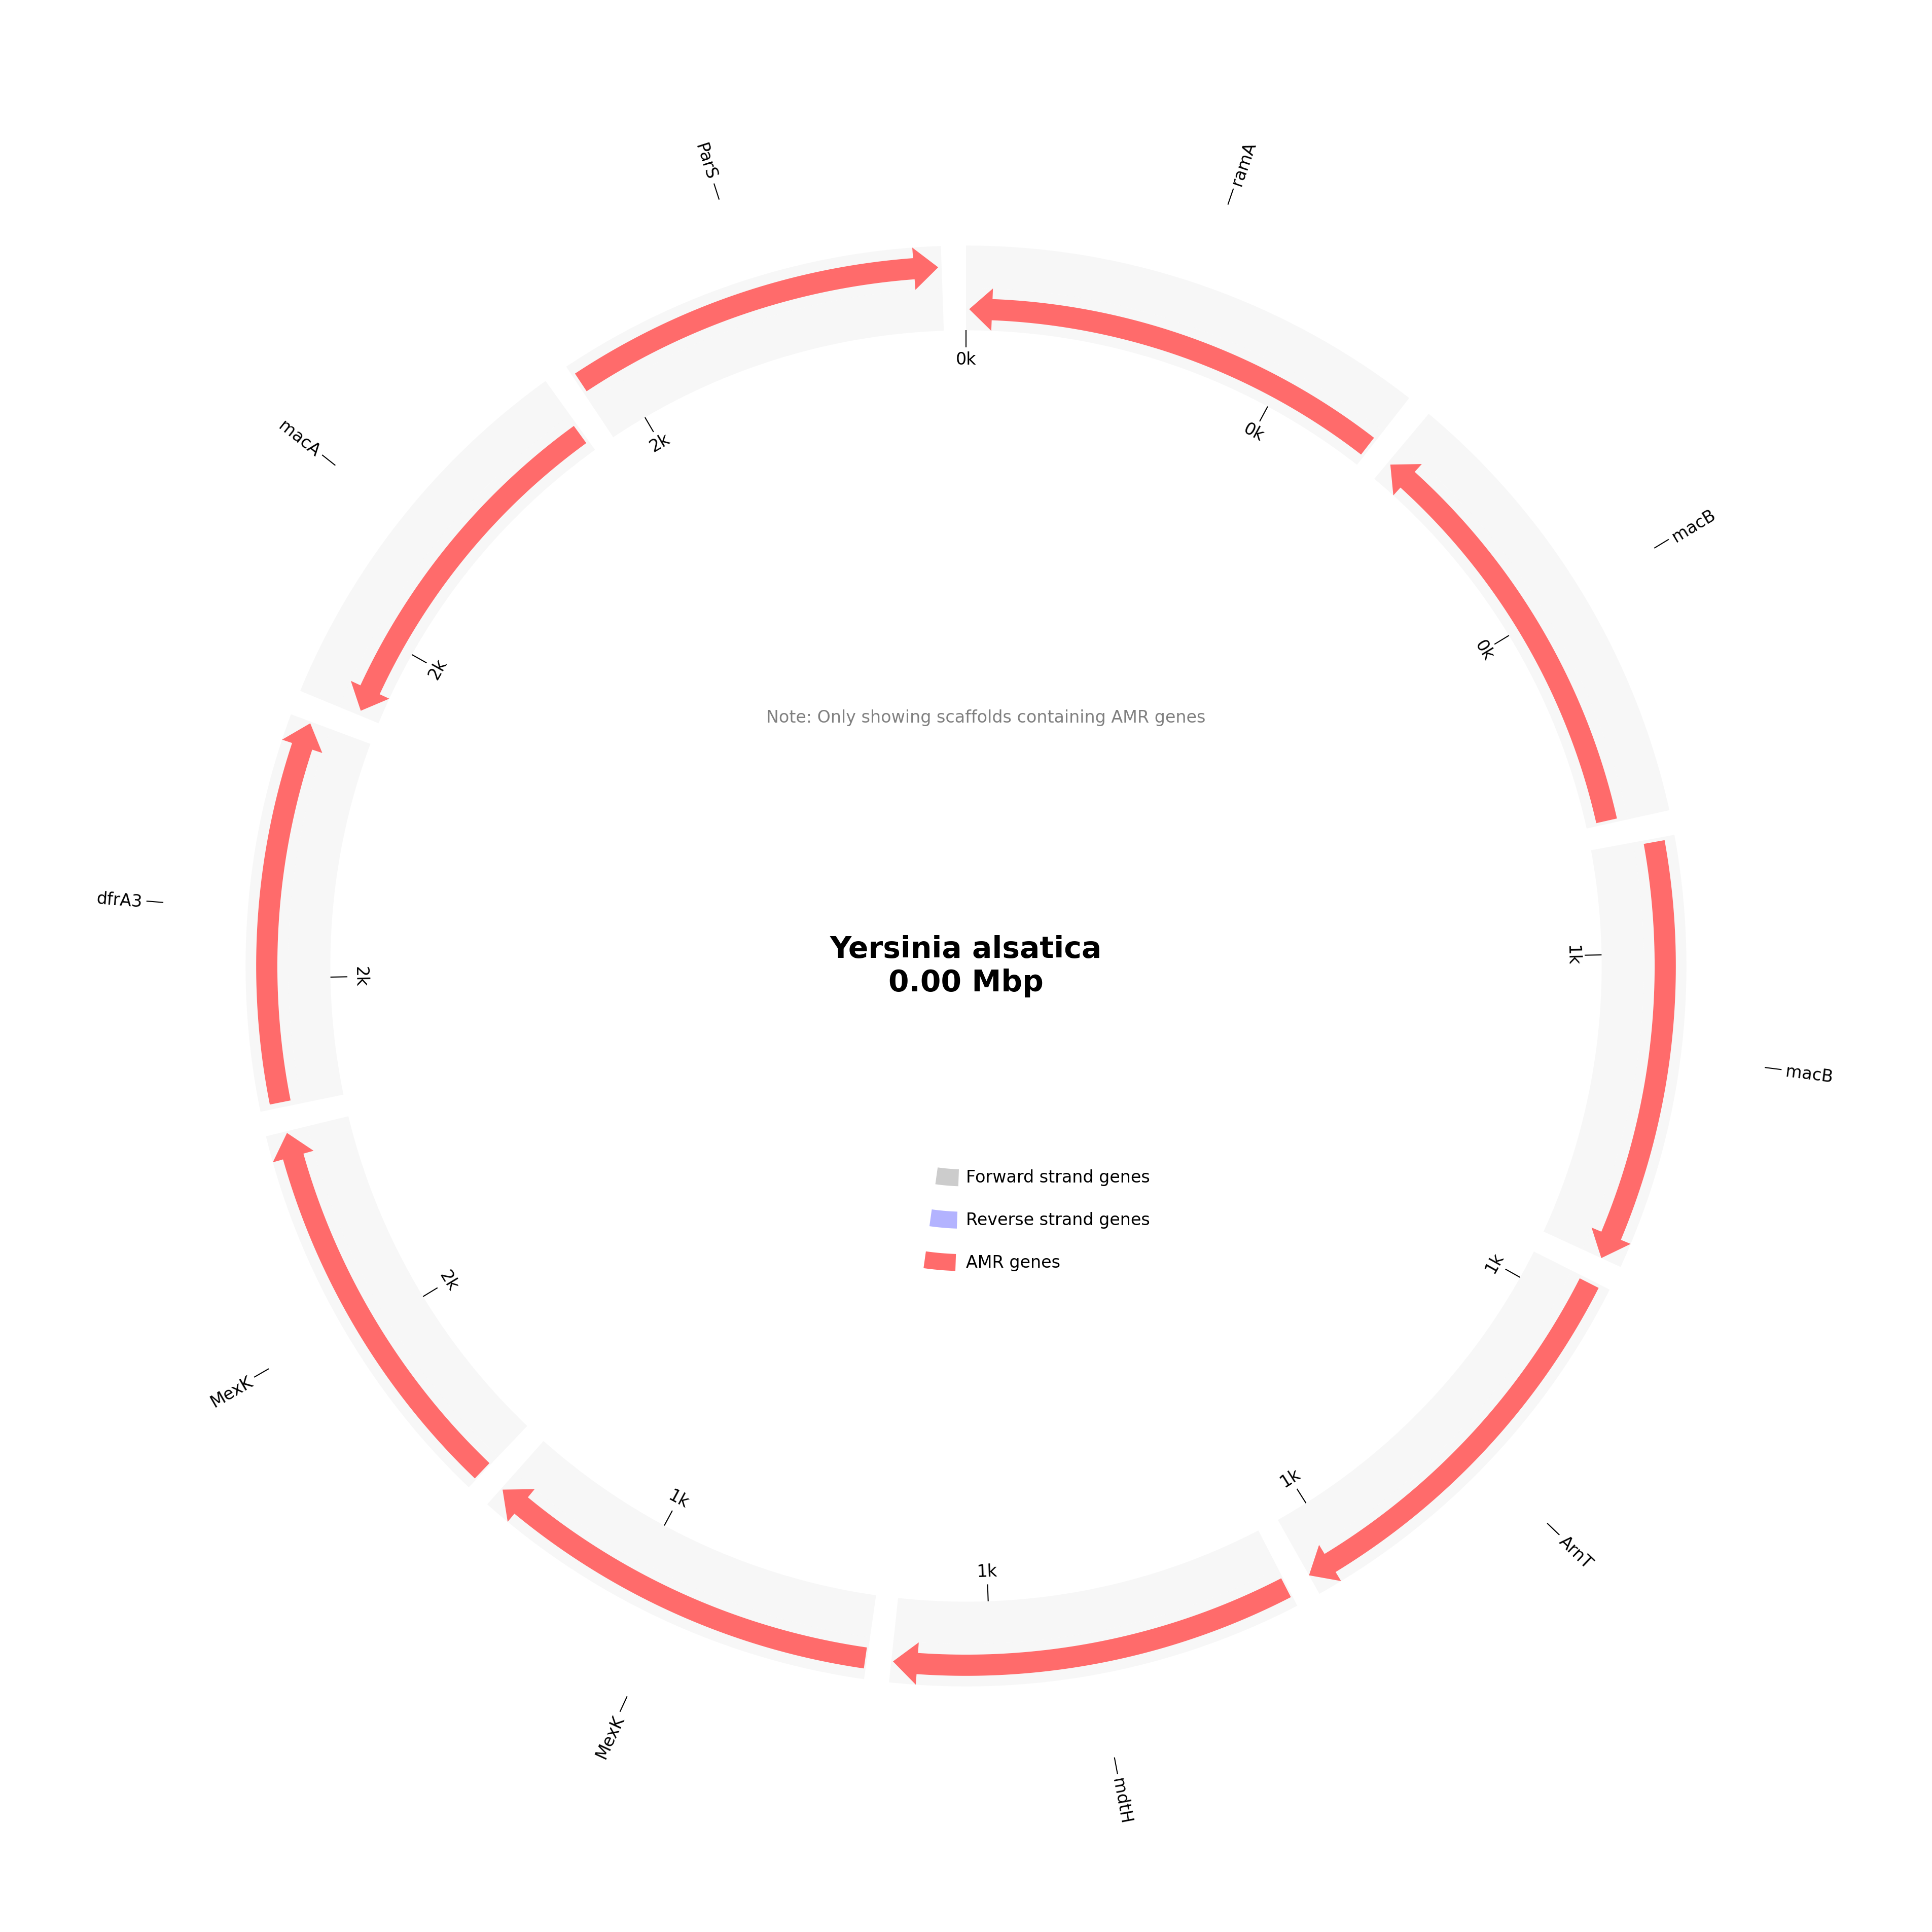 ParS
ramA
macA
macB
0k
0k
2k
0k
2k
Note: Only showing scaffolds containing AMR genes
dfrA3
Yersinia alsatica
0.00 Mbp
1k
2k
macB
Forward strand genes
Reverse strand genes
AMR genes
1k
2k
MexK
1k
1k
1k
ArnT
MexK
mdtH